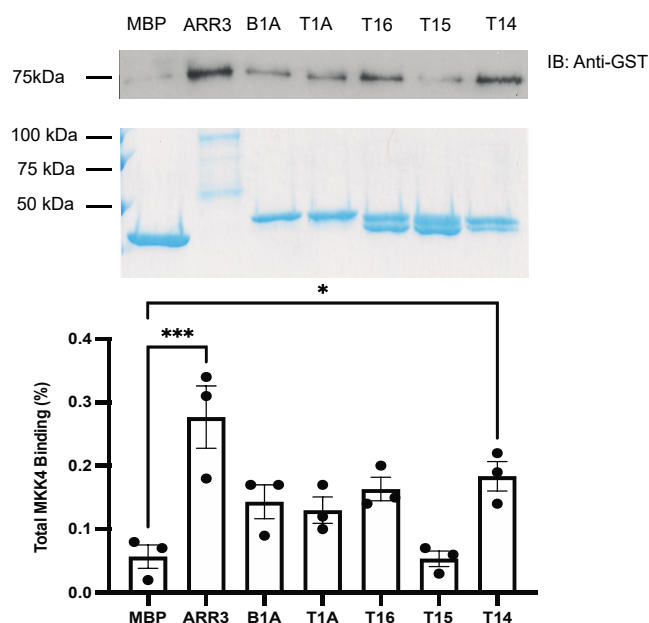 MBP ARR3 B1A T1A T16 T15 T14
75kDa
IB: Anti-GST
100 kDa
75 kDa
50 kDa
*
***
0.4
0.3
0.2
0.1
0.0
Total MKK4 Binding (%)
MBP ARR3 B1A T1A T16 T15 T14